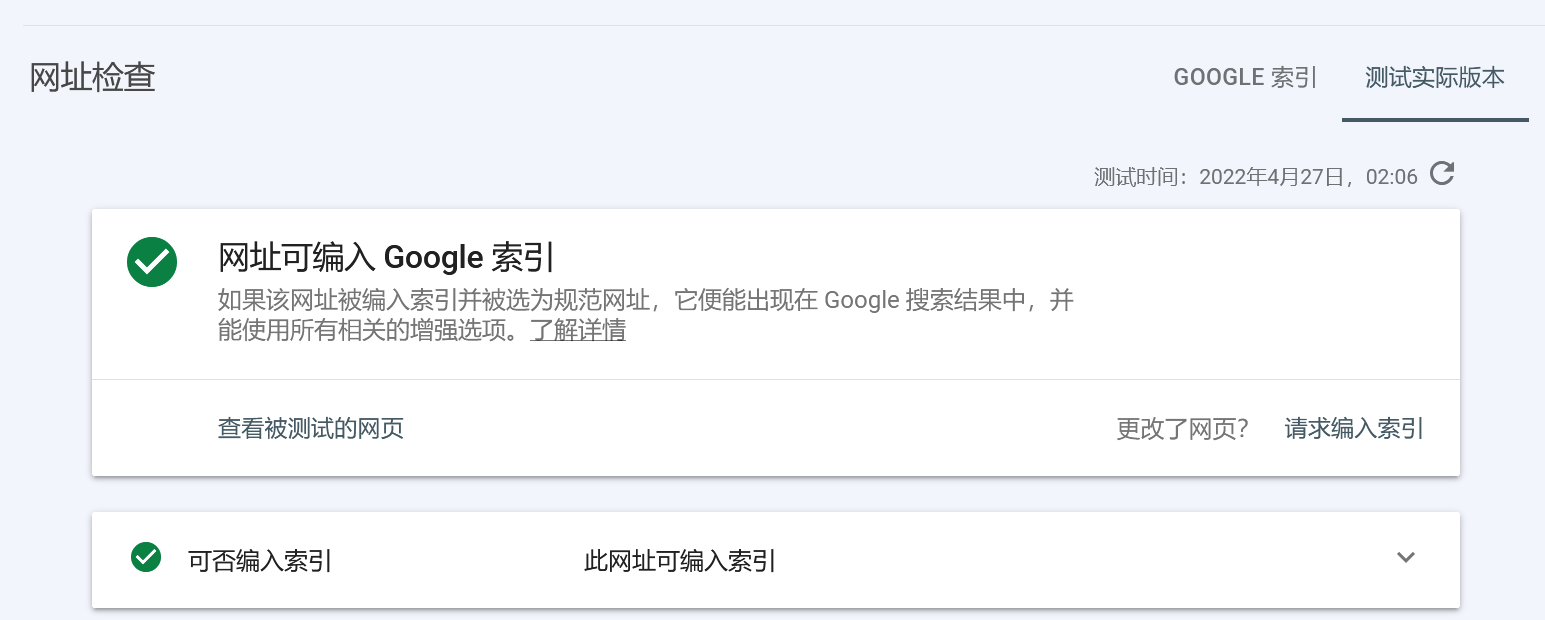 网址检查
GOOGLE 索引
测试实际版本
测试时间：2022年4月27日，02:06
网址可编入 Google 索引
如果该网址被编入索引并被选为规范网址，它便能出现在 Google 搜索结果中，并
能使用所有相关的增强选项。了解详情
查看被测试的网页
更改了网页？
请求编入索引
可否编入索引
此网址可编入索引